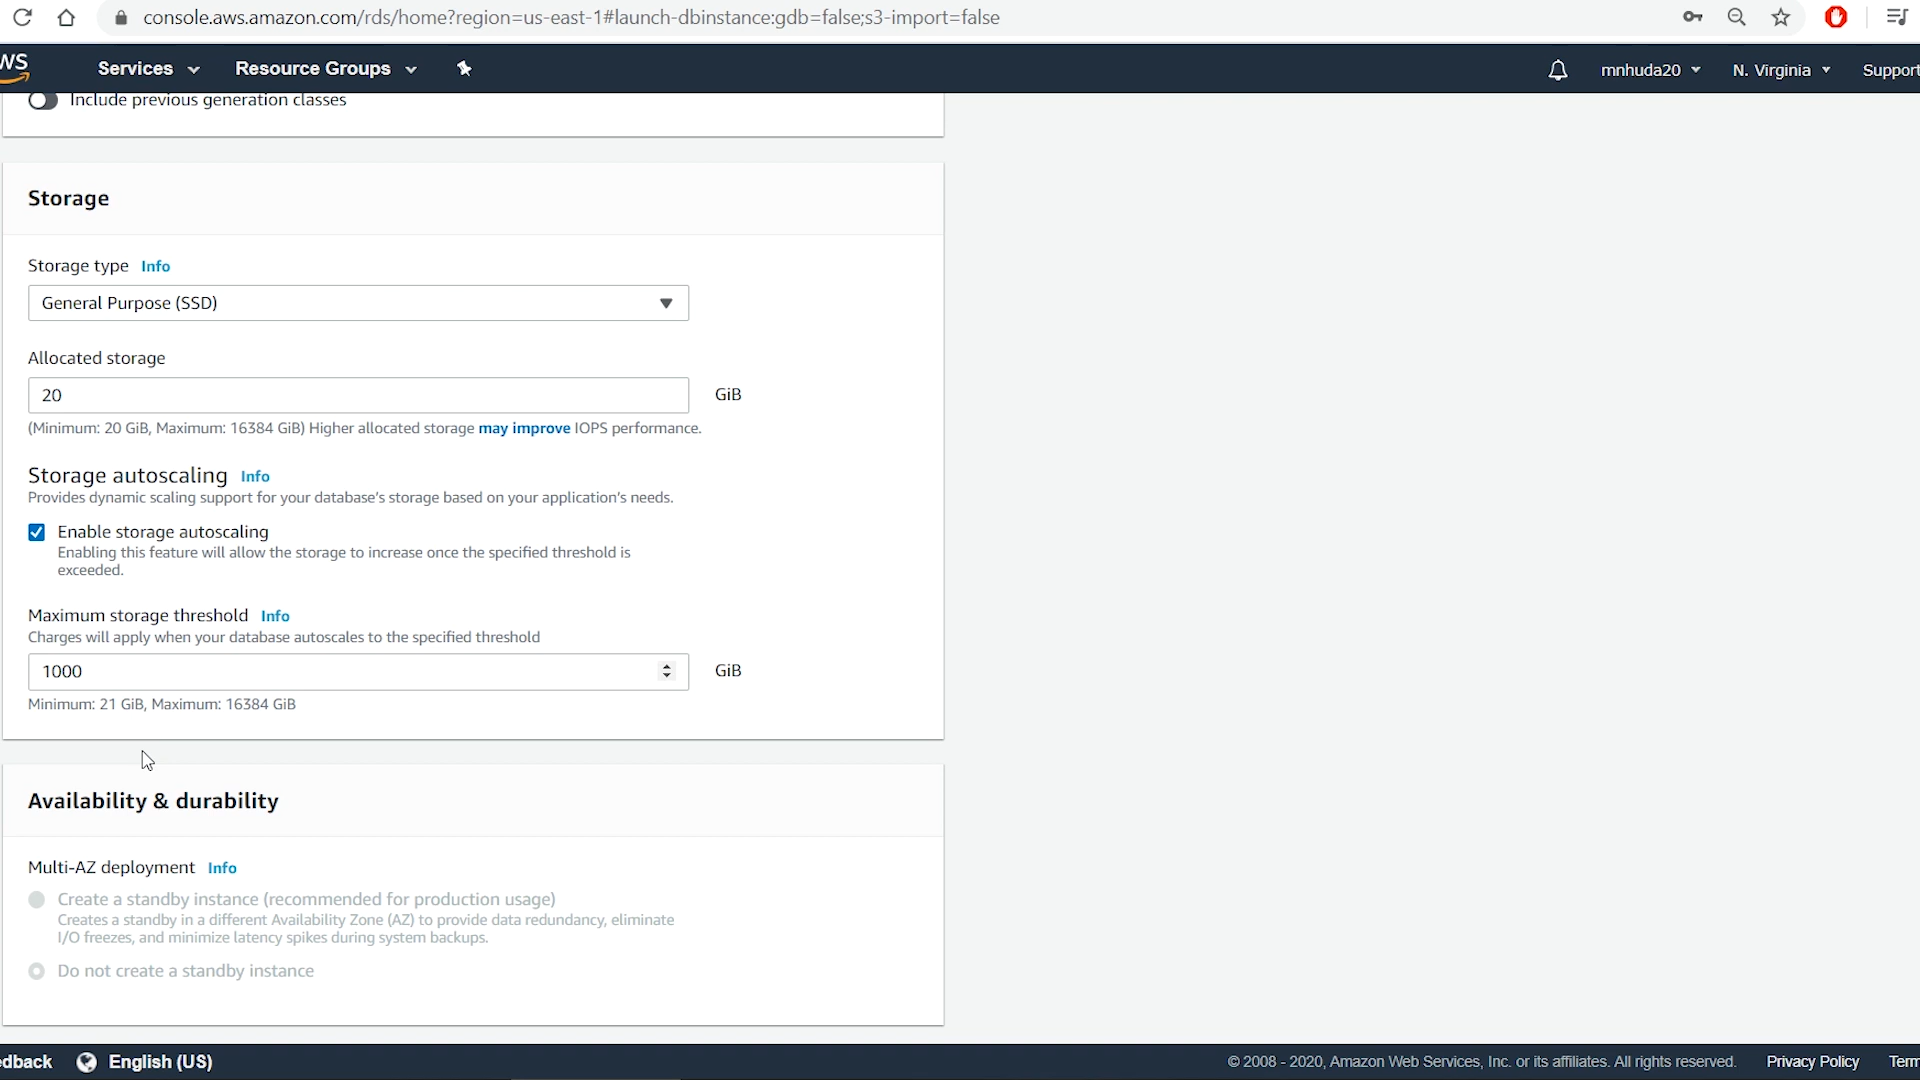 console.aws.amazon.com/rds/home?region=us-east-1#launch-dbinstance:gdb=false;s3-import=false
WS Services Resource Groups mnhuda20 N. Virginia Support
Include previous generation classes
Storage
Storage type Info
General Purpose (SSD)
Allocated storage
20 GiB
(Minimum: 20 GiB, Maximum: 16384 GiB) Higher allocated storage may improve IOPS performance.
Storage autoscaling Info
Provides dynamic scaling support for your database's storage based on your application's needs.
Enable storage autoscaling
Enabling this feature will allow the storage to increase once the specified threshold is
exceeded.
Maximum storage threshold Info
Charges will apply when your database autoscales to the specified threshold
1000 GiB
Minimum: 21 GiB, Maximum: 16384 GiB
Availability & durability
Multi-AZ deployment Info
Create a standby instance (recommended for production usage)
Creates a standby in a different Availability Zone (AZ) to provide data redundancy, eliminate
I/O freezes, and minimize latency spikes during system backups.
Do not create a standby instance
edback English (US) © 2008 - 2020, Amazon Web Services, Inc. or its affiliates. All rights reserved. Privacy Policy Term